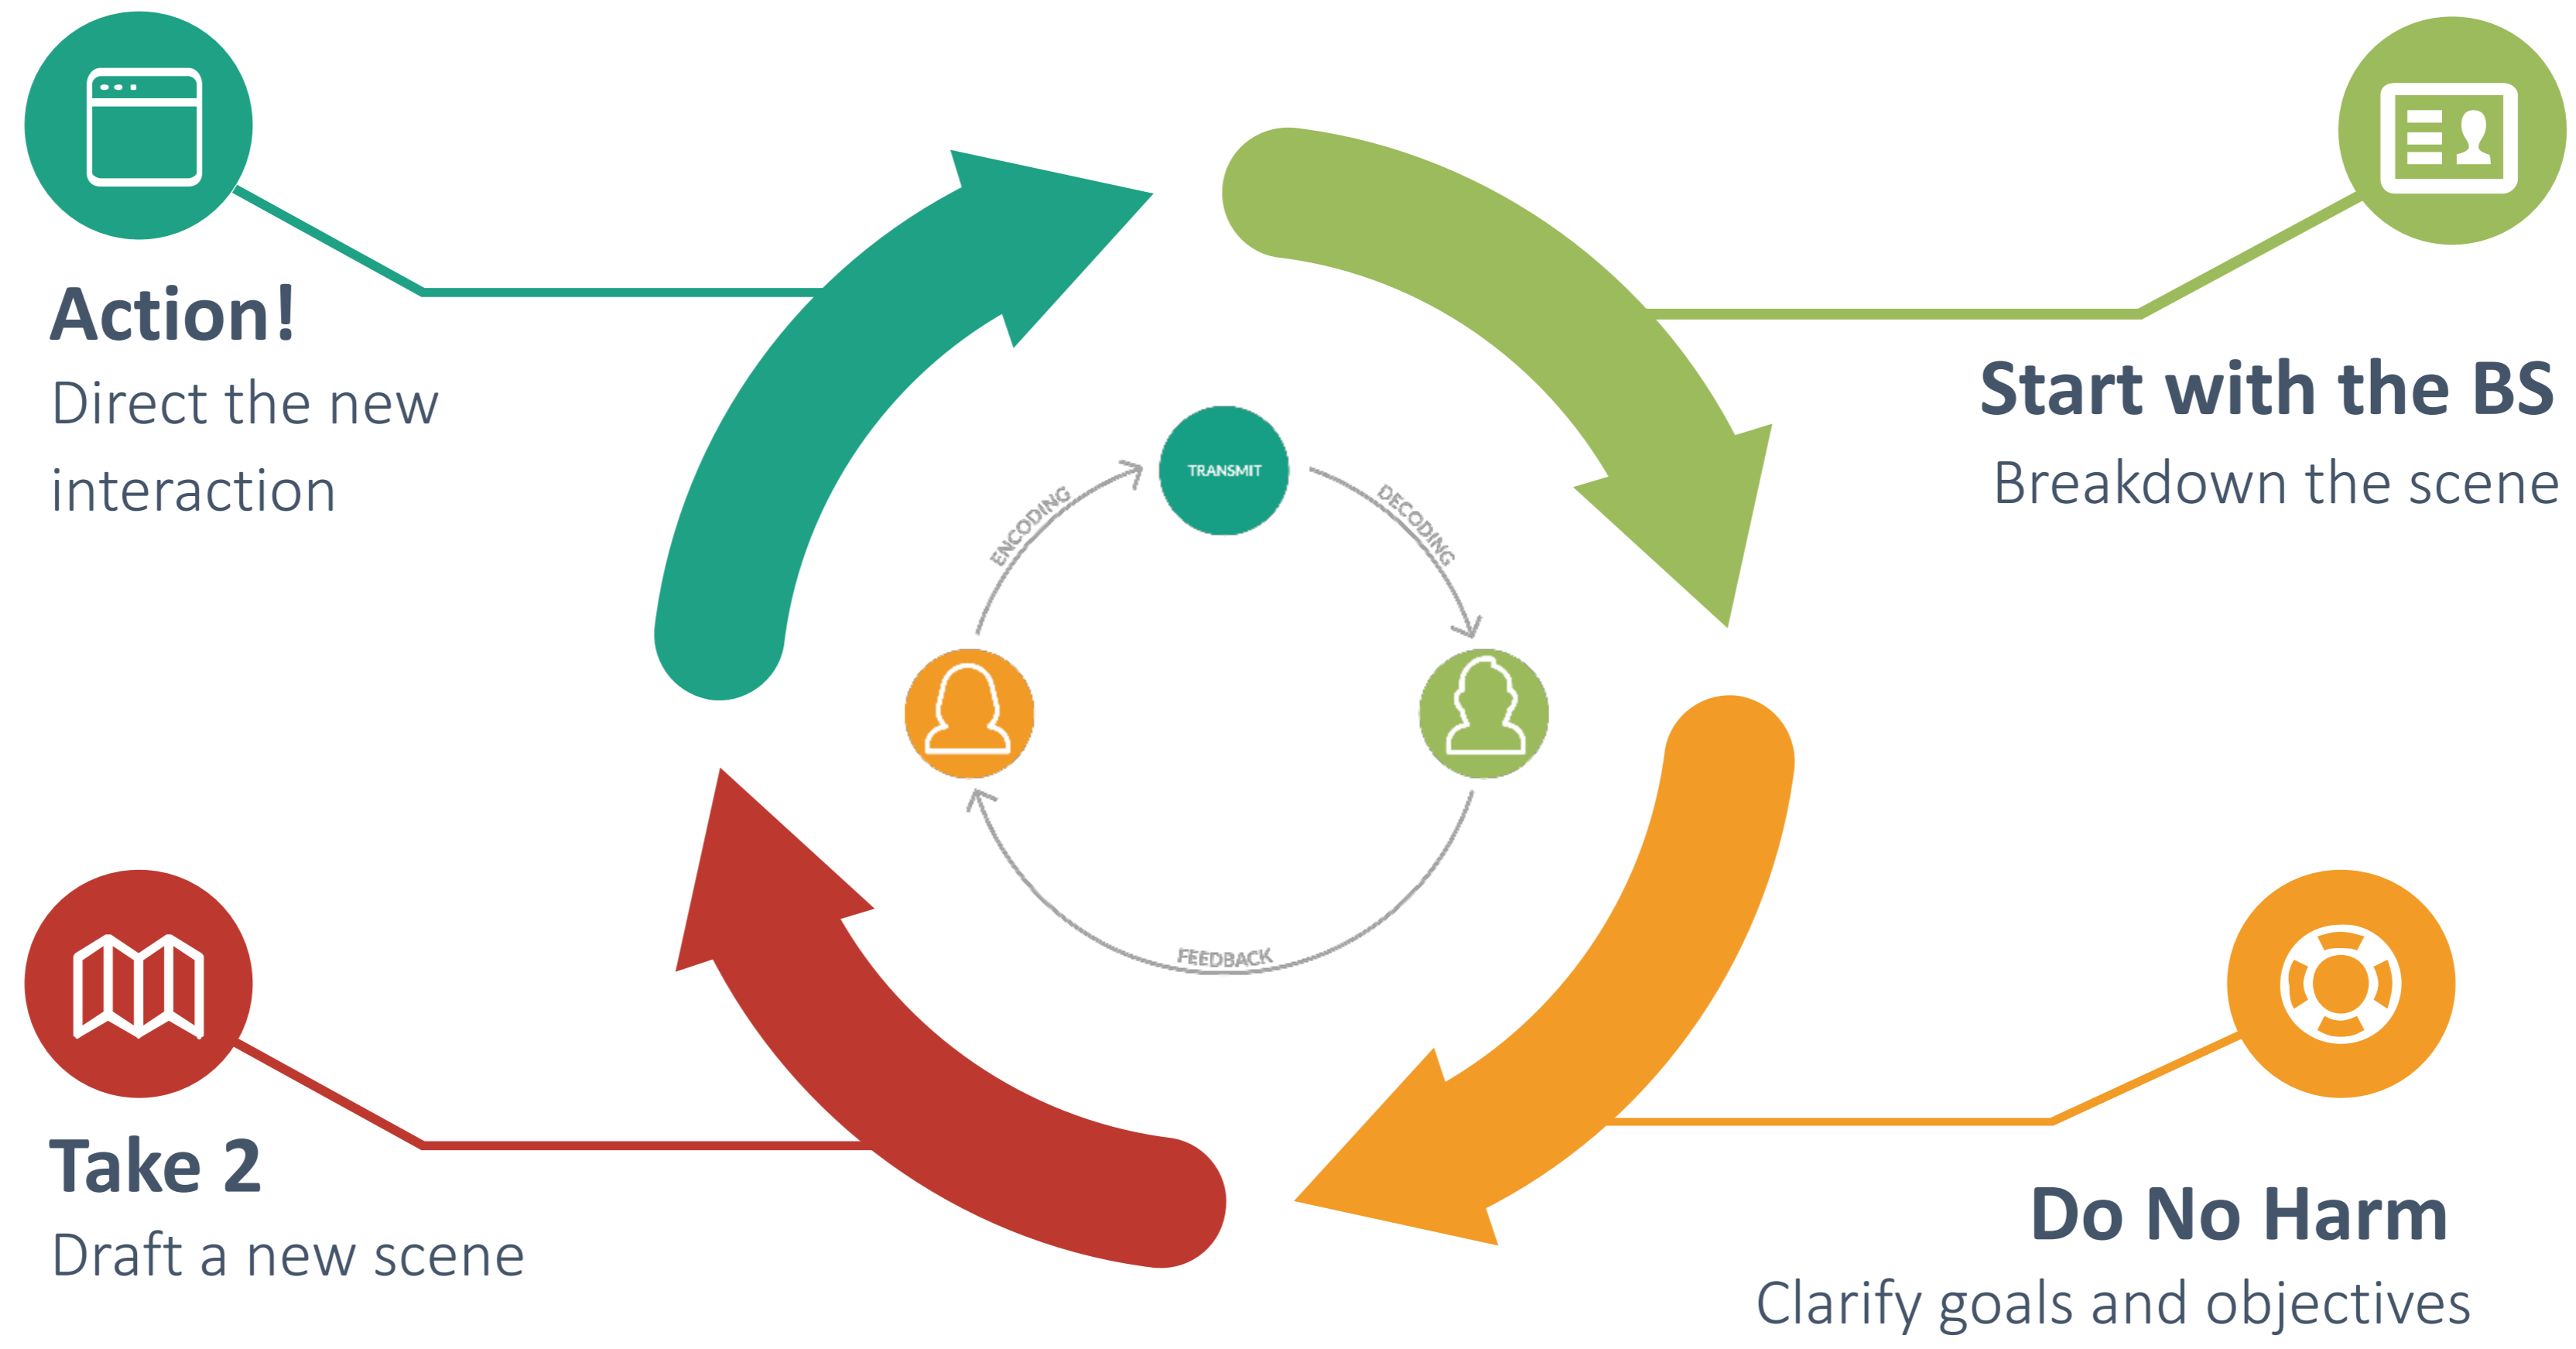 Action!
Direct the new
interaction
Start with the BS
Breakdown the scene
TRANSMIT
ENCODING
DECODING
FEEDBACK
Take 2
Draft a new scene
Do No Harm
Clarify goals and objectives